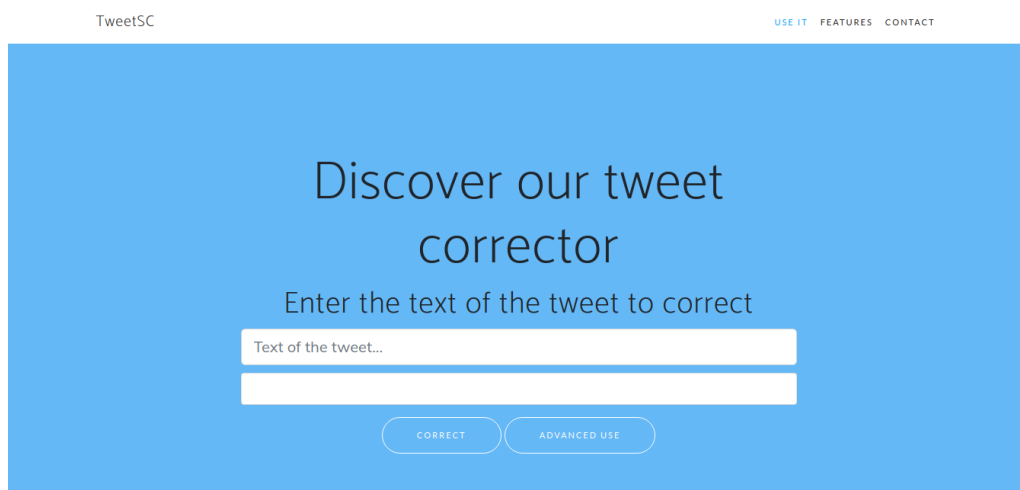 TweetSC
USE IT FEATURES CONTACT
Discover our tweet
corrector
Enter the text of the tweet to correct
Text of the tweet...
CORRECT ADVANCED USE